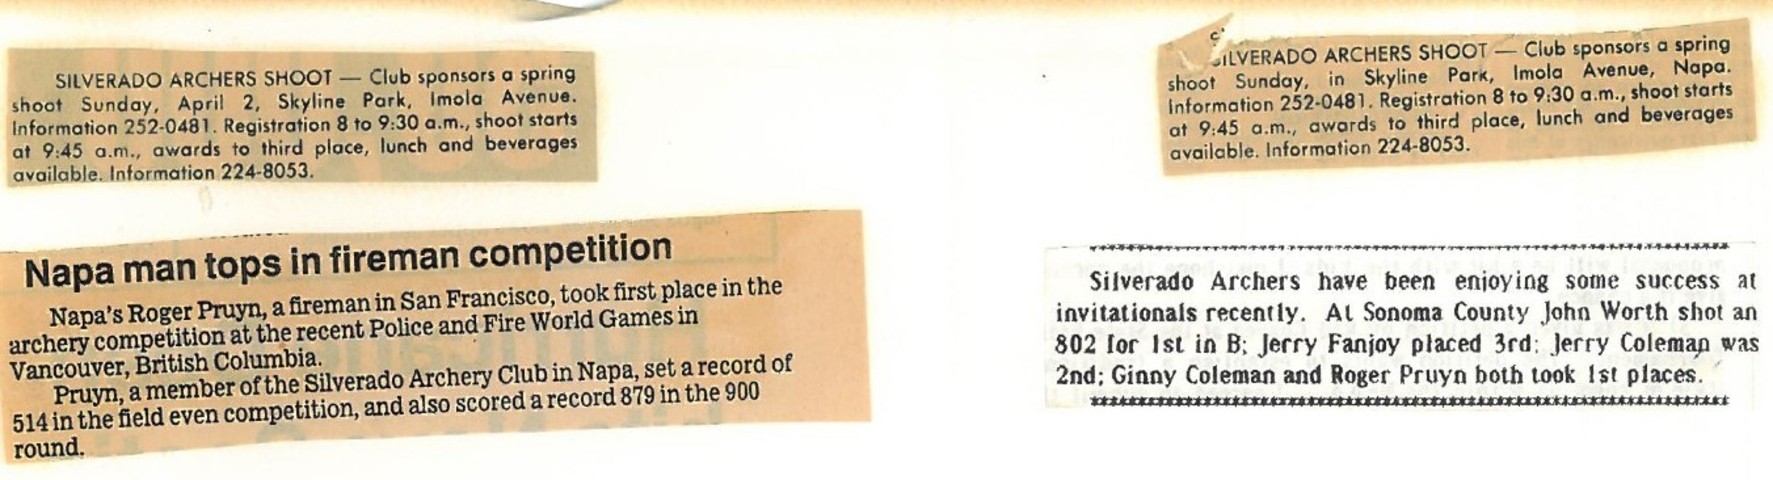 SILVERADO ARCHERS SHOOT — Club sponsors a spring
shoot Sunday, April 2, Skyline Park, Imola Avenue.
Information 252-0481. Registration 8 to 9:30 a.m., shoot starts
at 9:45 a.m., awards to third place, lunch and beverages
available. Information 224-8053.
Napa man tops in fireman competition
Napa's Roger Pruyn, a fireman in San Francisco, took first place in the
archery competition at the recent Police and Fire World Games in
Vancouver, British Columbia.
Pruyn, a member of the Silverado Archery Club in Napa, set a record of
514 in the field even competition, and also scored a record 879 in the 900
round.
SILVERADO ARCHERS SHOOT — Club sponsors a spring
shoot Sunday, in Skyline Park, Imola Avenue, Napa.
Information 252-0481. Registration 8 to 9:30 a.m., shoot starts
at 9:45 a.m., awards to third place, lunch and beverages
available. Information 224-8053.
Silverado Archers have been enjoying some success at
invitationals recently. At Sonoma County John Worth shot an
802 for 1st in B; Jerry Fanjoy placed 3rd; Jerry Coleman was
2nd; Ginny Coleman and Roger Pruyn both took 1st places.